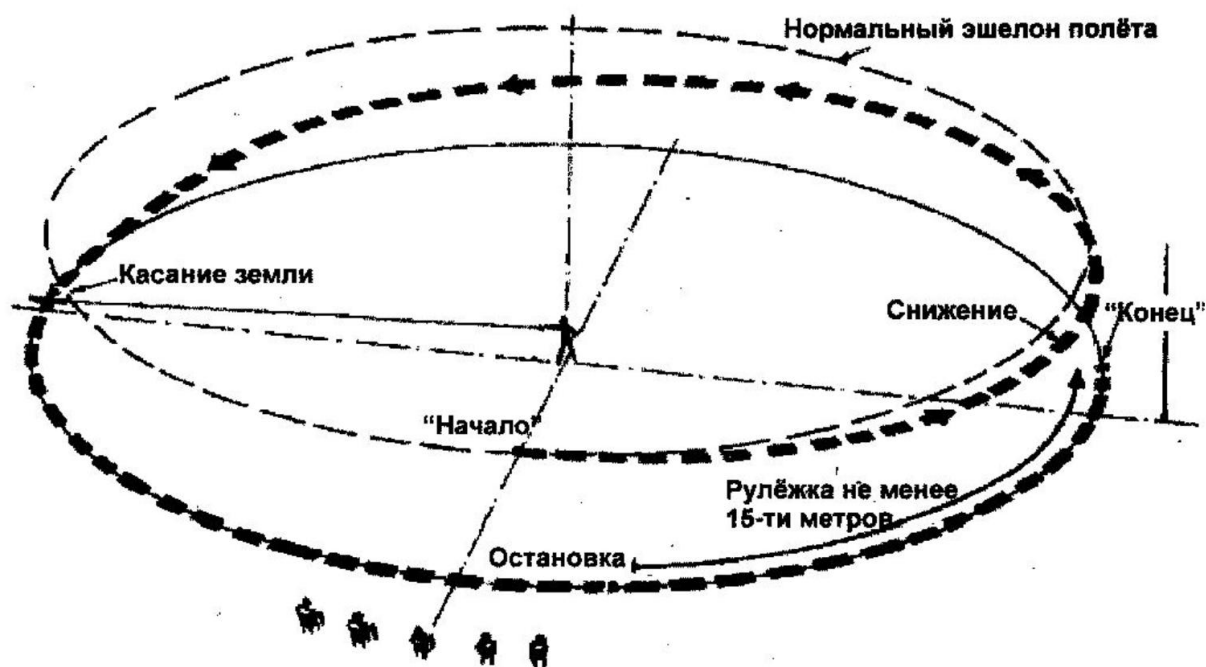 Нормальный эшелон полёта
Касание земли
Снижение
“Конец”
“Начало”
Рулёжка не менее
15-ти метров
Остановка